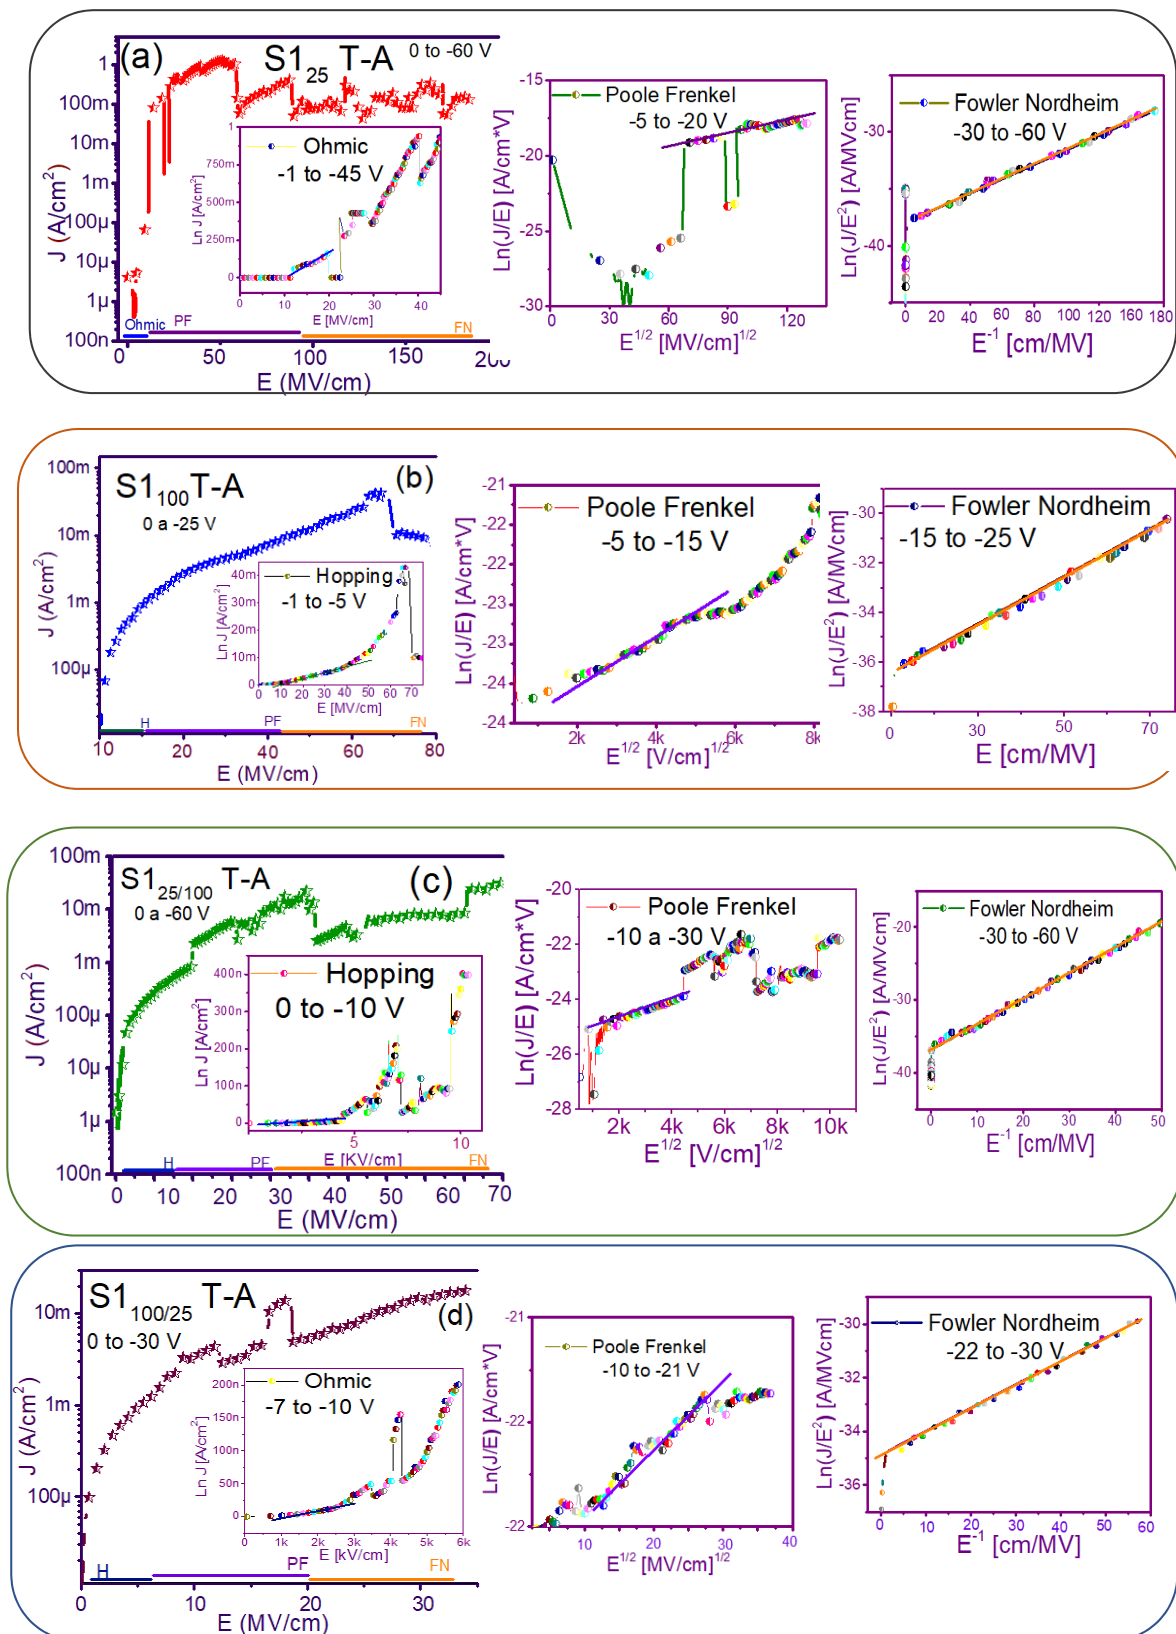 (a)
S1₂₅ T-A 0 to -60 V
1
100m
10m
1m
100µ
10µ
1µ
100n
J (A/cm²)
Ohmic
PF
FN
0 50 100 150 200
E (MV/cm)
Ohmic
-1 to -45 V
1
750m
500m
250m
0
Ln J [A/cm²]
0 10 20 30 40
E [MV/cm]
Poole Frenkel
-5 to -20 V
-15
-20
-25
-30
Ln(J/E) [A/cm*V)
0 30 60 90 120
E^1/2 [MV/cm]^1/2
Fowler Nordheim
-30 to -60 V
-30
-40
Ln(J/E²) [A/MVcm)
0 20 40 60 80 100 120 140 160 180
E⁻¹ [cm/MV]
(b)
S1₁₀₀T-A
0 a -25 V
100m
10m
1m
100µ
J (A/cm²)
H
PF
FN
10 20 40 60 80
E (MV/cm)
Hopping
-1 to -5 V
40m
30m
20m
10m
0
Ln J [A/cm²]
0 10 20 30 40 50 60 70
E [MV/cm]
Poole Frenkel
-5 to -15 V
-21
-22
-22
-23
-23
-24
-24
Ln(J/E) [A/cm*V)
2k 4k 6k 8k
E^1/2 [V/cm]^1/2
Fowler Nordheim
-15 to -25 V
-30
-32
-34
-36
-38
Ln(J/E²) [A/MVcm)
0 30 50 70
E [cm/MV]
(c)
S1₂₅/₁₀₀ T-A
0 a -60 V
100m
10m
1m
100µ
10µ
1µ
100n
J (A/cm²)
H
PF
FN
0 10 20 30 40 50 60 70
E (MV/cm)
Hopping
0 to -10 V
400n
300n
200n
100n
0
Ln J [A/cm²]
5 10
E [KV/cm]
Poole Frenkel
-10 a -30 V
-20
-22
-24
-26
-28
Ln(J/E) [A/cm*V)
2k 4k 6k 8k 10k
E^1/2 [V/cm]^1/2
Fowler Nordheim
-30 to -60 V
-20
-30
-40
Ln(J/E²) [A/MVcm)
0 10 20 30 40 50
E⁻¹ [cm/MV]
(d)
S1₁₀₀/₂₅ T-A
0 to -30 V
10m
1m
100µ
J (A/cm²)
H
PF
FN
0 10 20 30
E (MV/cm)
Ohmic
-7 to -10 V
200n
150n
100n
50n
0
Ln J [A/cm²]
0 1k 2k 3k 4k 5k 6k
E [kV/cm]
Poole Frenkel
-10 to -21 V
-21
-22
-22
Ln(J/E) [A/cm*V)
0 10 20 30 40
E^1/2 [MV/cm]^1/2
Fowler Nordheim
-22 to -30 V
-30
-32
-34
-36
Ln(J/E²) [A/MVcm)
0 10 20 30 40 50 60
E⁻¹ [cm/MV]